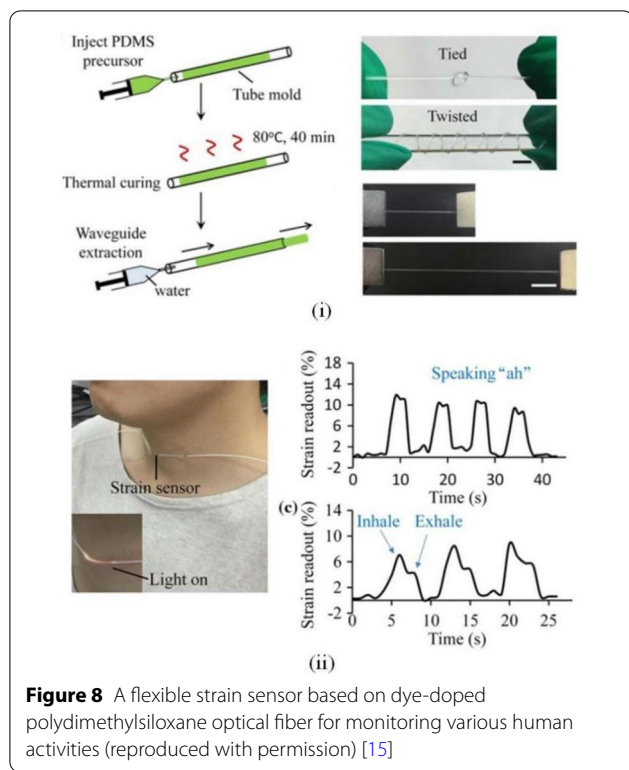 Inject PDMS
precursor
Tube mold
80°C, 40 min
Thermal curing
Waveguide
extraction
water
Tied
Twisted
(i)
Strain sensor
Light on
Strain readout (%)
18
14
10
6
2
-2
Speaking "ah"
0 10 20 30 40
Time (s)
(c)
Strain readout (%)
14
10
6
2
-2
Inhale Exhale
0 5 10 15 20 25
Time (s)
(ii)
Figure 8 A flexible strain sensor based on dye-doped
polydimethylsiloxane optical fiber for monitoring various human
activities (reproduced with permission) [15]